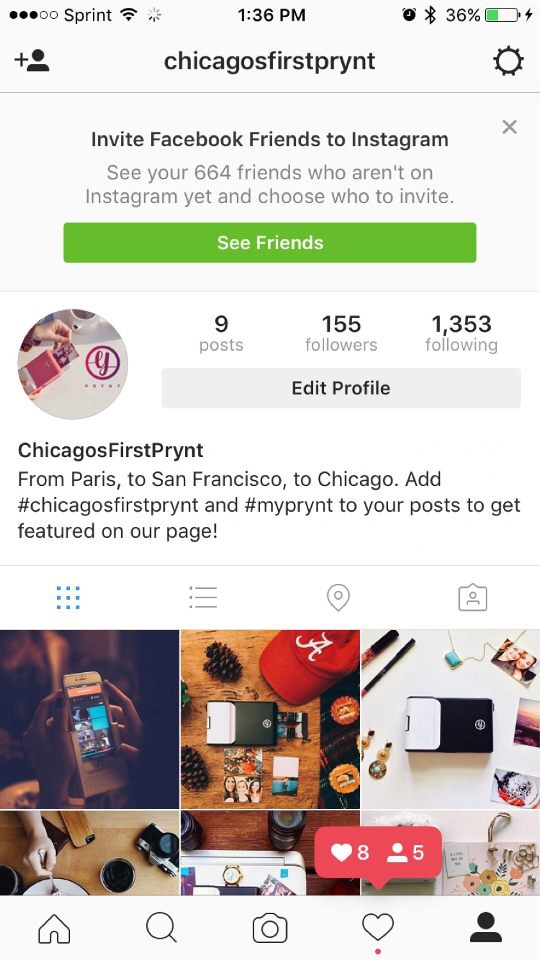 Sprint 1:36 PM 36%
chicagosfirstprynt
Invite Facebook Friends to Instagram
See your 664 friends who aren't on
Instagram yet and choose who to invite.
See Friends
9 155 1,353
posts followers following
Edit Profile
PRYNT
ChicagosFirstPrynt
From Paris, to San Francisco, to Chicago. Add
#chicagosfirstprynt and #myprynt to your posts to get
featured on our page!
8 5